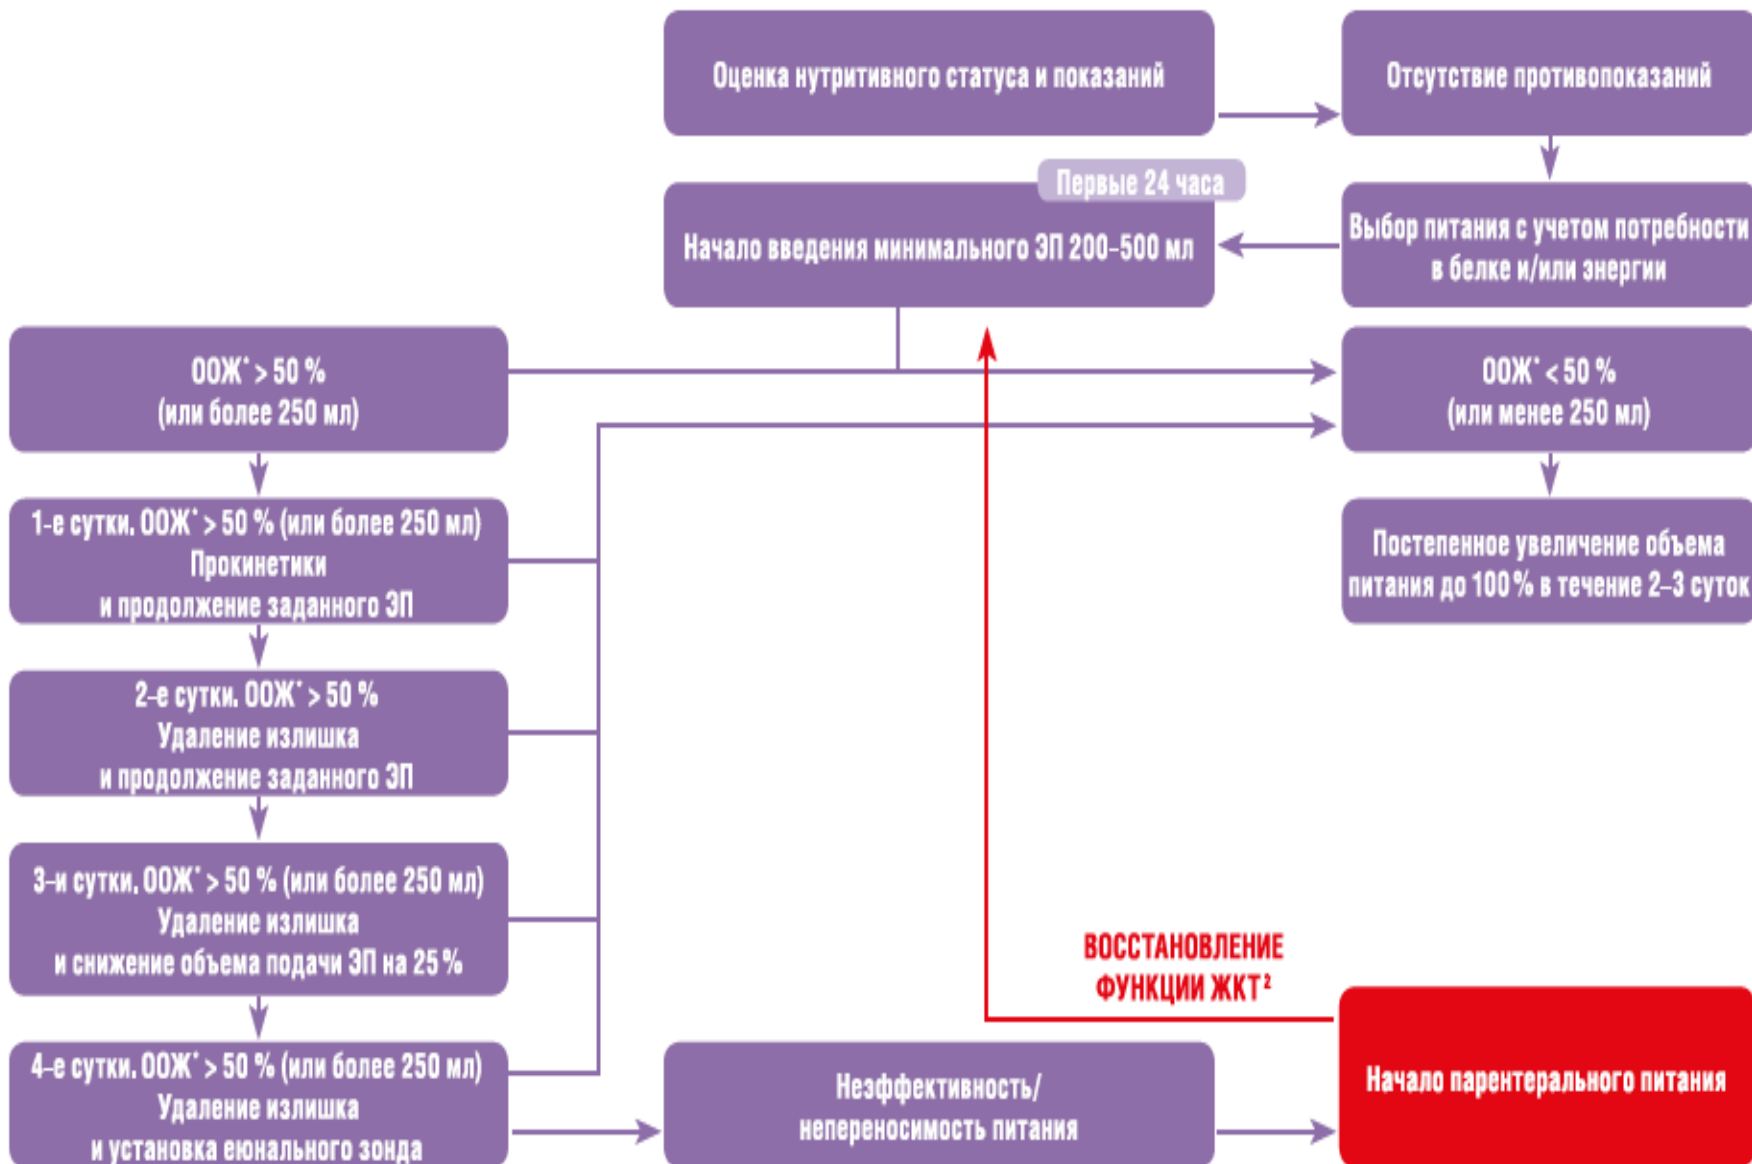 Оценка нутритивного статуса и показаний
Отсутствие противопоказаний
Первые 24 часа
Начало введения минимального ЭП 200–500 мл
Выбор питания с учетом потребности
в белке и/или энергии
ООЖ* > 50 %
(или более 250 мл)
ООЖ* < 50 %
(или менее 250 мл)
1-е сутки. ООЖ* > 50 % (или более 250 мл)
Прокинетики
и продолжение заданного ЭП
Постепенное увеличение объема
питания до 100 % в течение 2–3 суток
2-е сутки. ООЖ* > 50 %
Удаление излишка
и продолжение заданного ЭП
3-и сутки. ООЖ* > 50 % (или более 250 мл)
Удаление излишка
и снижение объема подачи ЭП на 25 %
ВОССТАНОВЛЕНИЕ
ФУНКЦИИ ЖКТ²
4-е сутки. ООЖ* > 50 % (или более 250 мл)
Удаление излишка
и установка еюнального зонда
Неэффективность/
непереносимость питания
Начало парентерального питания